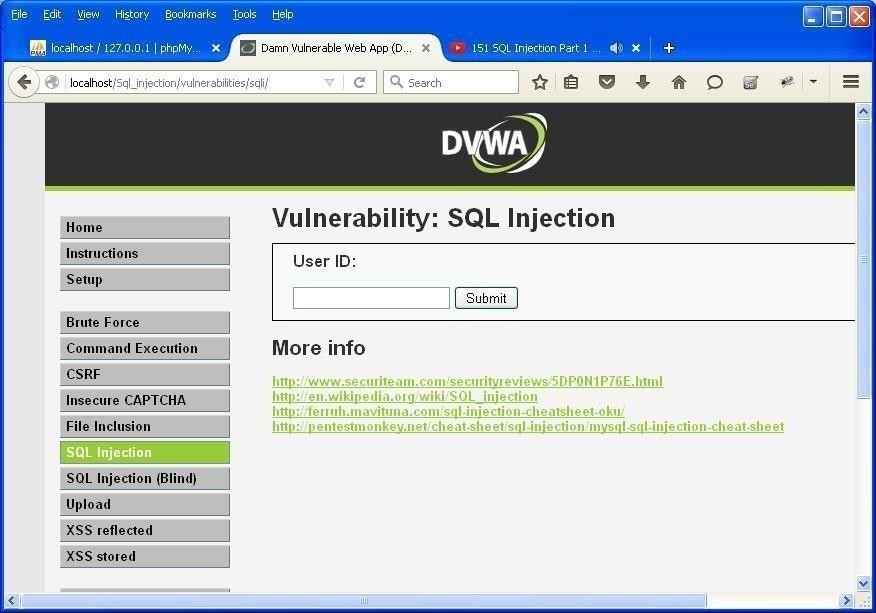 File Edit View History Bookmarks Tools Help
localhost / 127.0.0.1 | phpMy... Damn Vulnerable Web App (D... 151 SQL Injection Part 1 ...
localhost/Sql_injection/vulnerabilities/sqli/ Search
DVWA
Home
Instructions
Setup
Brute Force
Command Execution
CSRF
Insecure CAPTCHA
File Inclusion
SQL Injection
SQL Injection (Blind)
Upload
XSS reflected
XSS stored
Vulnerability: SQL Injection
User ID:
Submit
More info
http://www.securiteam.com/securityreviews/5DP0N1P76E.html
http://en.wikipedia.org/wiki/SQL_injection
http://ferruh.mavituna.com/sql-injection-cheatsheet-oku/
http://pentestmonkey.net/cheat-sheet/sql-injection/mysql-sql-injection-cheat-sheet